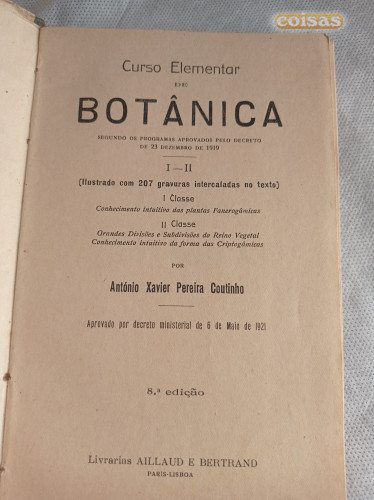 coisas
Curso Elementar
DE
BOTÂNICA
SEGUNDO OS PROGRAMAS APROVADOS PELO DECRETO
DE 23 DEZEMBRO DE 1919
I—II
(Ilustrado com 207 gravuras intercaladas no texto)
I Classe
Conhecimento intuitivo das plantas Fanerogâmicas
II Classe
Grandes Divisões e Subdivisões do Reino Vegetal
Conhecimento intuitivo da forma das Criptogâmicas
POR
António Xavier Pereira Coutinho
Aprovado por decreto ministerial de 6 de Maio de 1921
8.ª edição
Livrarias AILLAUD E BERTRAND
PARIS-LISBOA